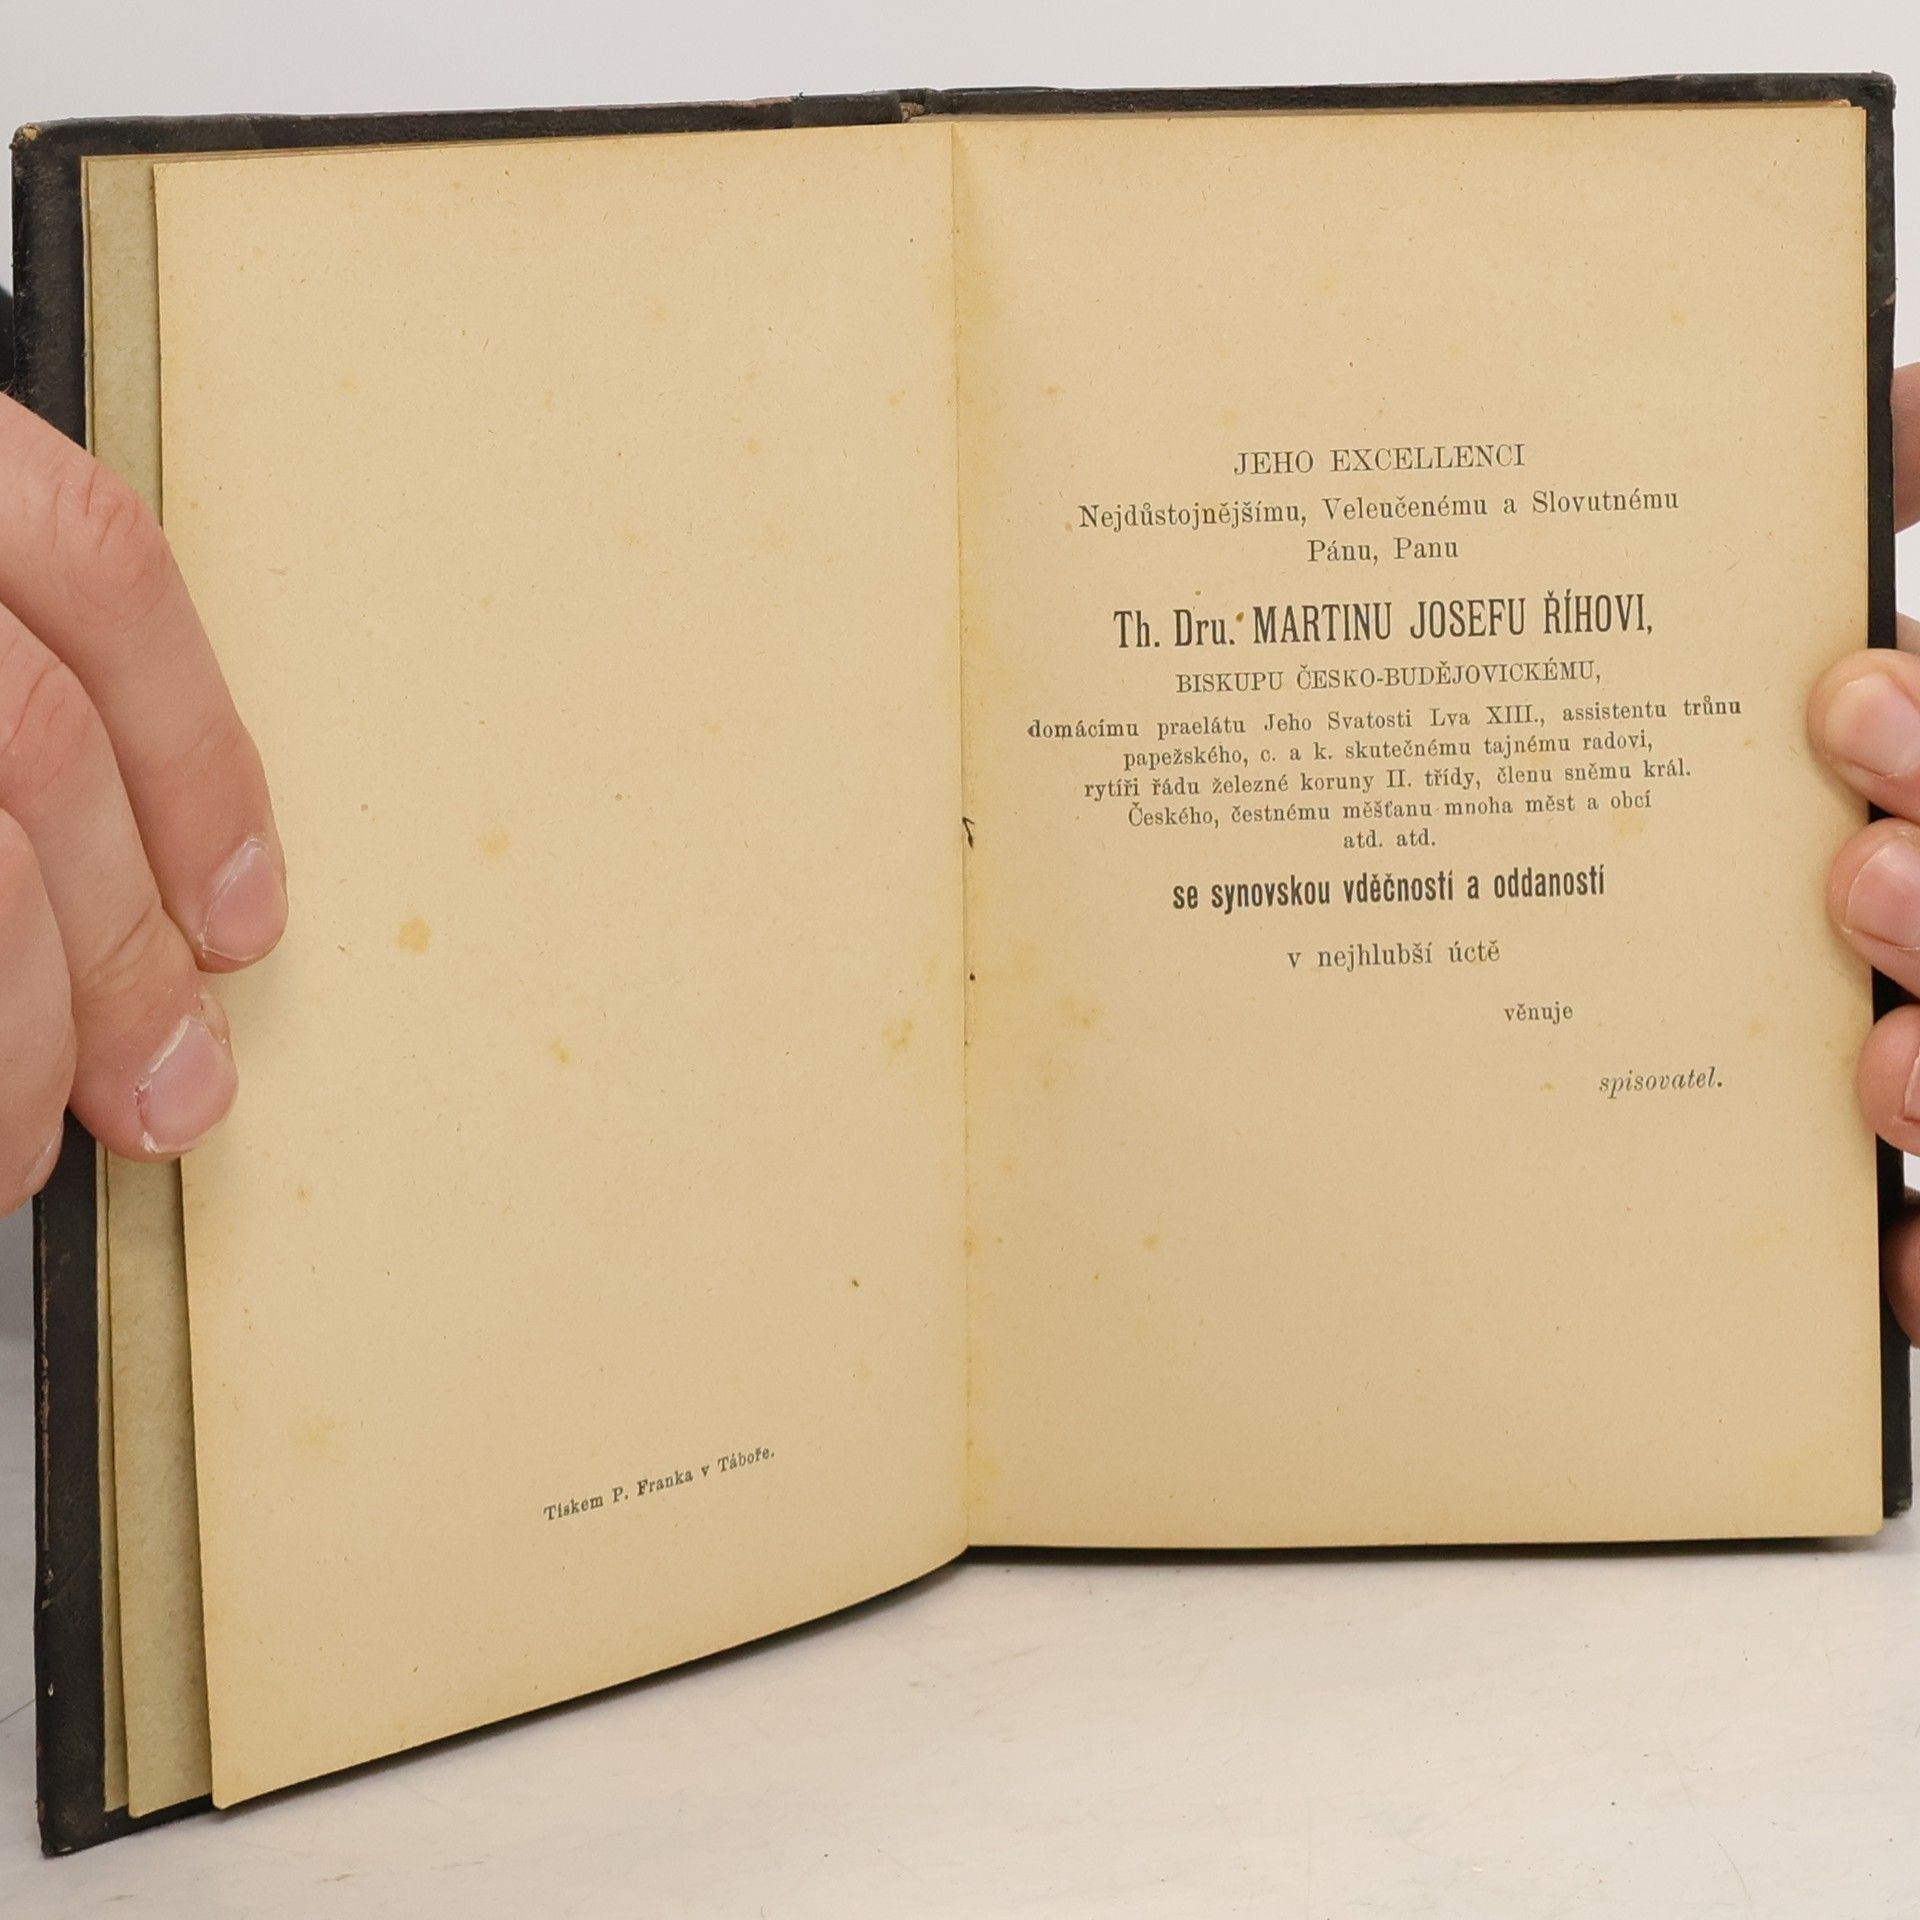 Tiskem P. Franka v Táboře.
JEHO EXCELLENCI
Nejdůstojnějšímu, Veleučenému a Slovutnému
Pánu, Panu
Th. Dru. MARTINU JOSEFU ŘÍHOVI,
BISKUPU ČESKO-BUDĚJOVICKÉMU,
domácímu praelátu Jeho Svatosti Lva XIII., assistentu trůnu
papežského, c. a k. skutečnému tajnému radovi,
rytíři řádu železné koruny II. třídy, členu sněmu král.
Českého, čestnému měšťanu mnoha měst a obcí
atd. atd.
se synovskou vděčností a oddaností
v nejhlubší úctě
věnuje
spisovatel.